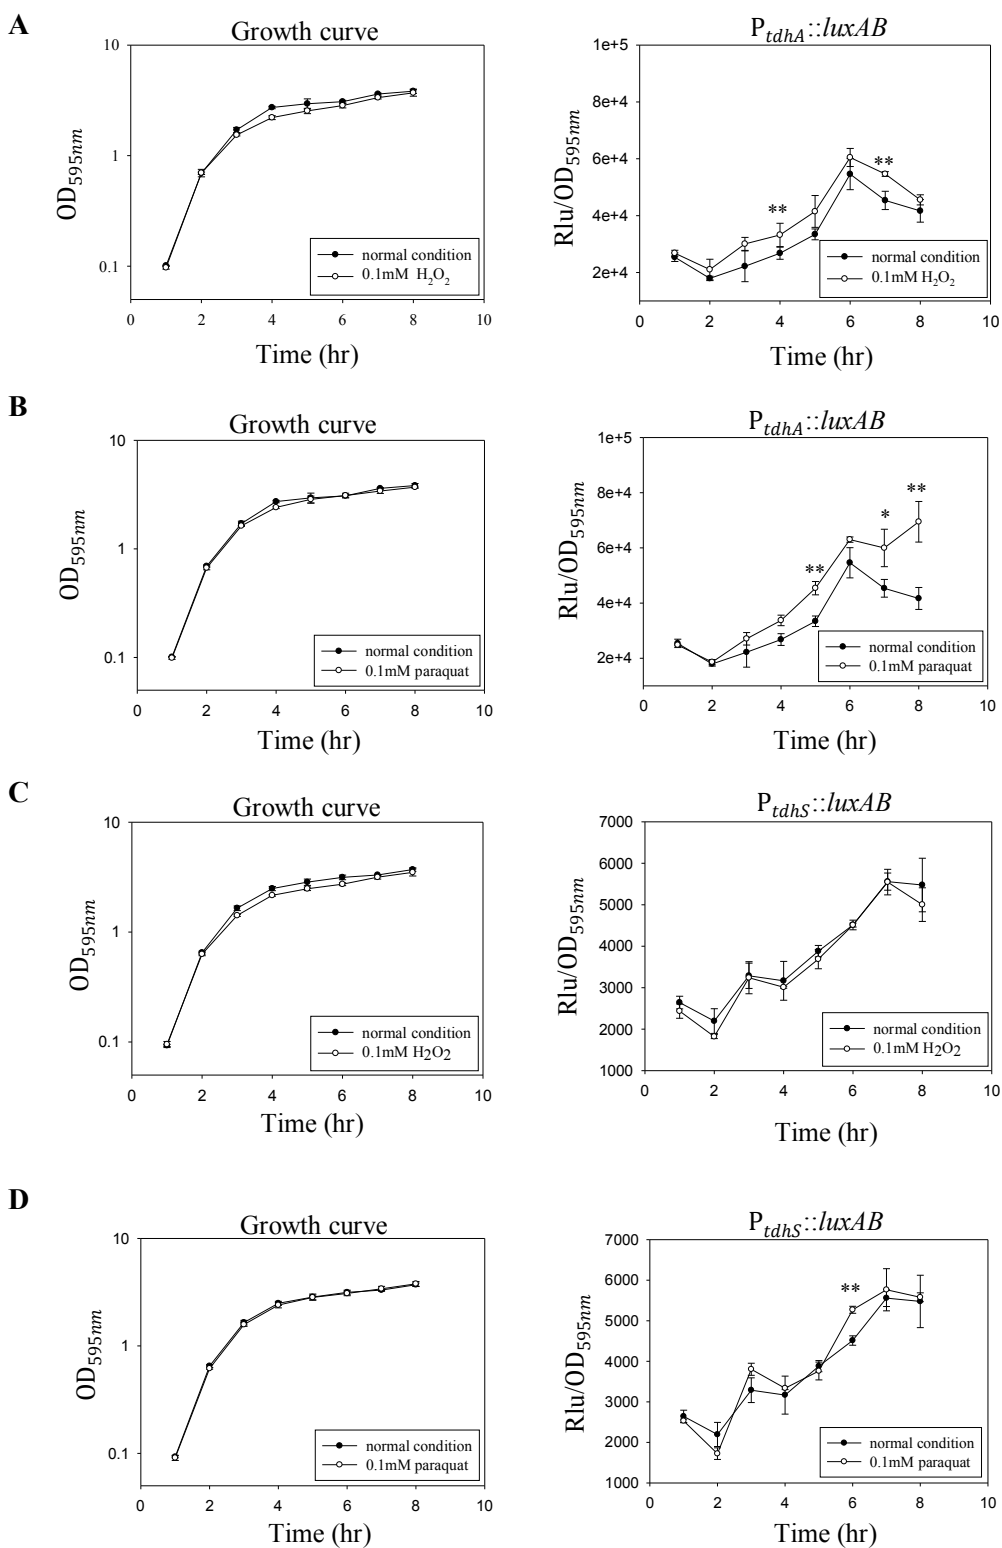 A
Growth curve
10
1
0.1
OD595nm
0 2 4 6 8 10
Time (hr)
normal condition
0.1mM H2O2
PtdhA::luxAB
1e+5
8e+4
6e+4
4e+4
2e+4
Rlu/OD595nm
** **
0 2 4 6 8 10
Time (hr)
normal condition
0.1mM H2O2
B
Growth curve
10
1
0.1
OD595nm
0 2 4 6 8 10
Time (hr)
normal condition
0.1mM paraquat
PtdhA::luxAB
1e+5
8e+4
6e+4
4e+4
2e+4
Rlu/OD595nm
** * **
0 2 4 6 8 10
Time (hr)
normal condition
0.1mM paraquat
C
Growth curve
10
1
0.1
OD595nm
0 2 4 6 8 10
Time (hr)
normal condition
0.1mM H2O2
PtdhS::luxAB
7000
6000
5000
4000
3000
2000
1000
Rlu/OD595nm
0 2 4 6 8 10
Time (hr)
normal condition
0.1mM H2O2
D
Growth curve
10
1
0.1
OD595nm
0 2 4 6 8 10
Time (hr)
normal condition
0.1mM paraquat
PtdhS::luxAB
7000
6000
5000
4000
3000
2000
1000
Rlu/OD595nm
**
0 2 4 6 8 10
Time (hr)
normal condition
0.1mM paraquat